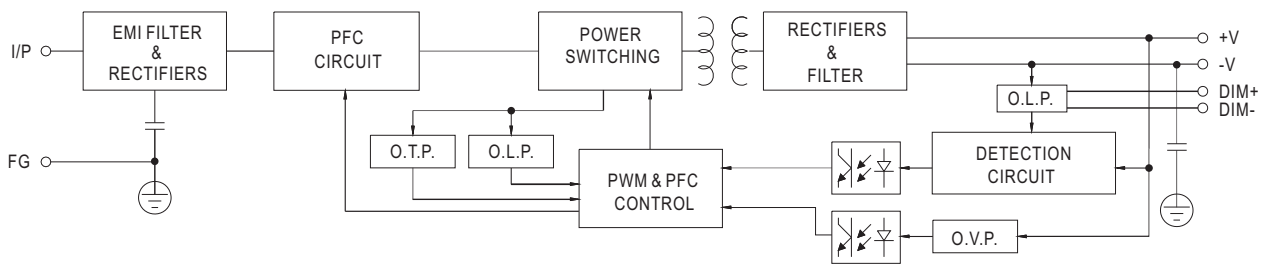 I/P
EMI FILTER
&
RECTIFIERS
PFC
CIRCUIT
POWER
SWITCHING
RECTIFIERS
&
FILTER
+V
-V
DIM+
DIM-
O.L.P.
FG
O.T.P.
O.L.P.
PWM & PFC
CONTROL
DETECTION
CIRCUIT
O.V.P.